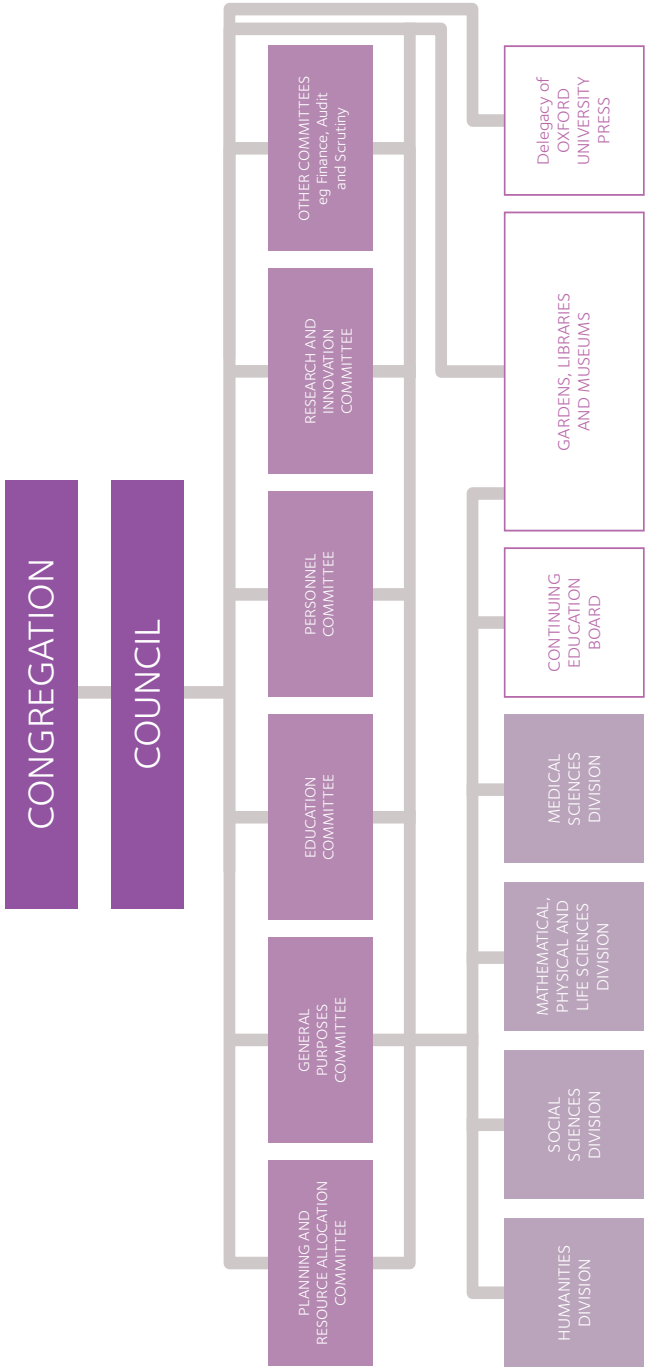 CONGREGATION
COUNCIL
PLANNING AND
RESOURCE ALLOCATION
COMMITTEE
GENERAL
PURPOSES
COMMITTEE
EDUCATION
COMMITTEE
PERSONNEL
COMMITTEE
RESEARCH AND
INNOVATION
COMMITTEE
OTHER COMMITTEES
eg Finance, Audit
and Scrutiny
HUMANITIES
DIVISION
SOCIAL
SCIENCES
DIVISION
MATHEMATICAL,
PHYSICAL AND
LIFE SCIENCES
DIVISION
MEDICAL
SCIENCES
DIVISION
CONTINUING
EDUCATION
BOARD
GARDENS, LIBRARIES
AND MUSEUMS
Delegacy of
OXFORD
UNIVERSITY
PRESS